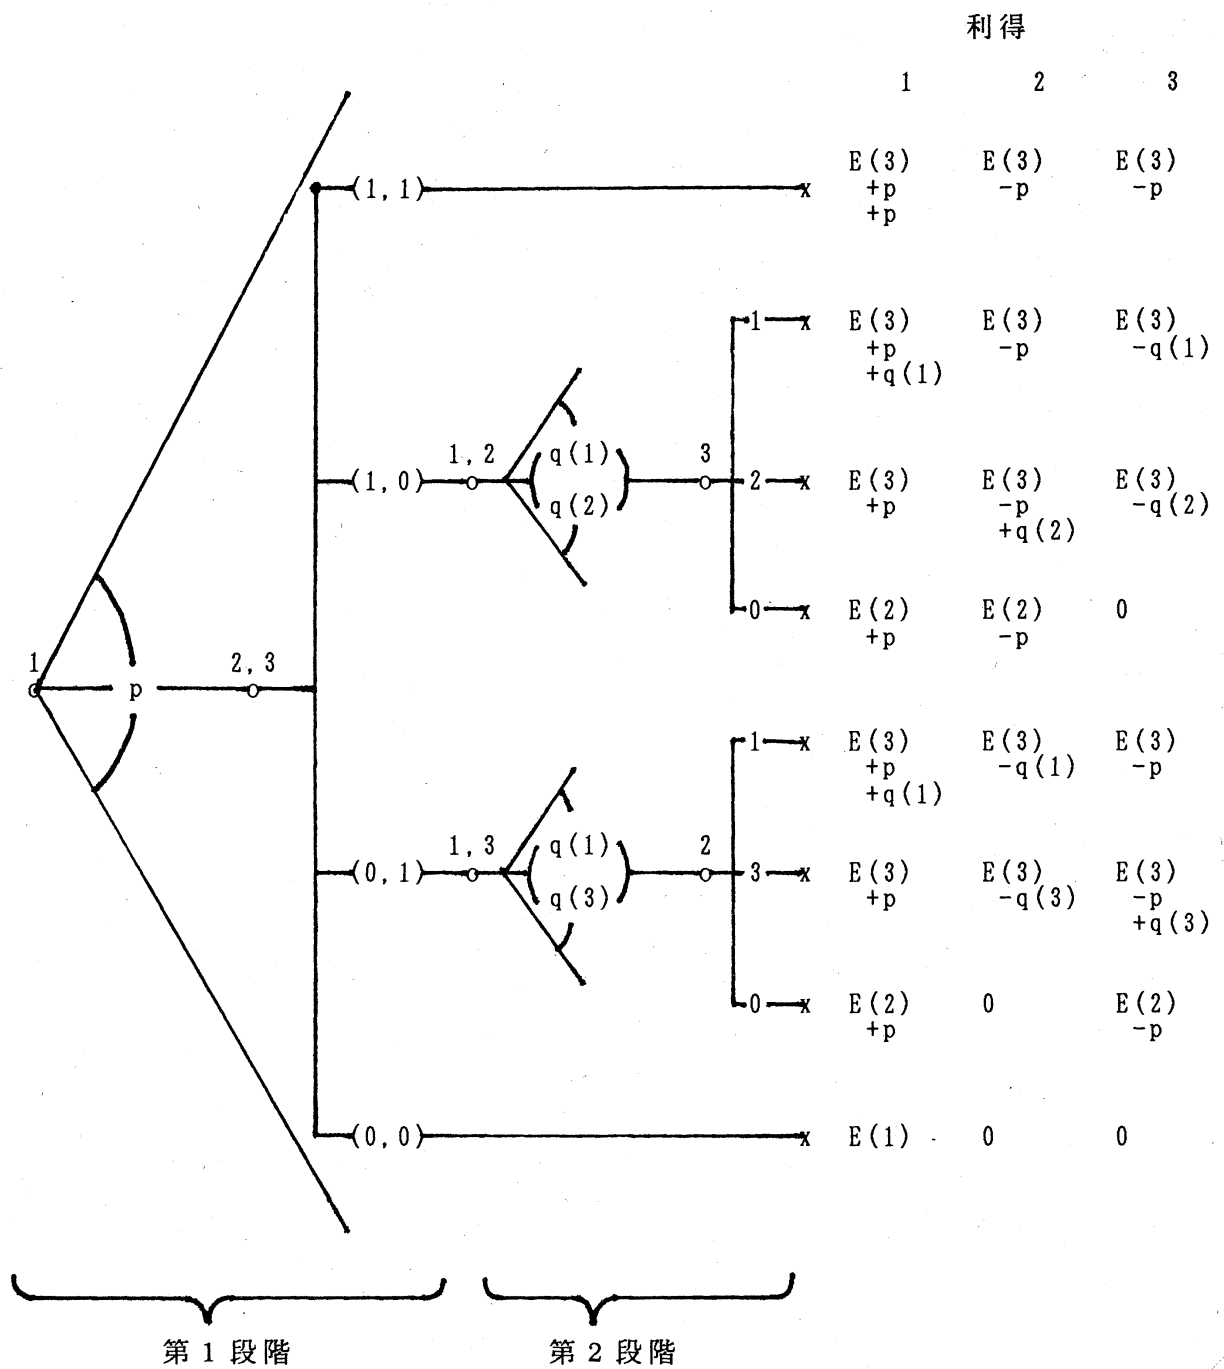 利得
1 2 3
E(3) E(3) E(3)
(1,1) x +p -p -p
+p
1 x E(3) E(3) E(3)
+p -p -q(1)
+q(1)
1,2 q(1) 3
(1,0) 2 x E(3) E(3) E(3)
q(2) +p -p -q(2)
+q(2)
0 x E(2) E(2) 0
+p -p
1 2,3
p
1 x E(3) E(3) E(3)
+p -q(1) -p
+q(1)
1,3 q(1) 2
(0,1) 3 x E(3) E(3) E(3)
q(3) +p -q(3) -p
+q(3)
0 x E(2) 0 E(2)
+p -p
(0,0) x E(1) 0 0
第1段階 第2段階